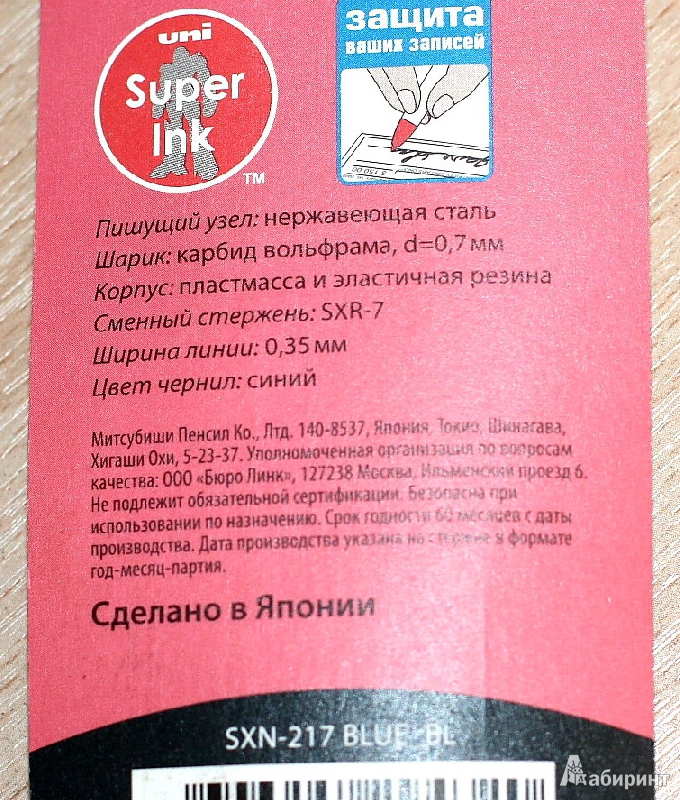 uni
Super
Ink
TM
защита
ваших записей
Пишущий узел: нержавеющая сталь
Шарик: карбид вольфрама, d=0,7 мм
Корпус: пластмасса и эластичная резина
Сменный стержень: SXR-7
Ширина линии: 0,35 мм
Цвет чернил: синий
Митсубиши Пенсил Ко., Лтд. 140-8537, Япония, Токио, Шинагава,
Хигаши Охи, 5-23-37. Уполномоченная организация по вопросам
качества: ООО «Бюро Линк», 127238 Москва, Ильменский проезд 6.
Не подлежит обязательной сертификации. Безопасна при
использовании по назначению. Срок годности 60 месяцев с даты
производства. Дата производства указана на стержне в формате
год-месяц-партия.
Сделано в Японии
SXN-217 BLUE BL
Лабиринт